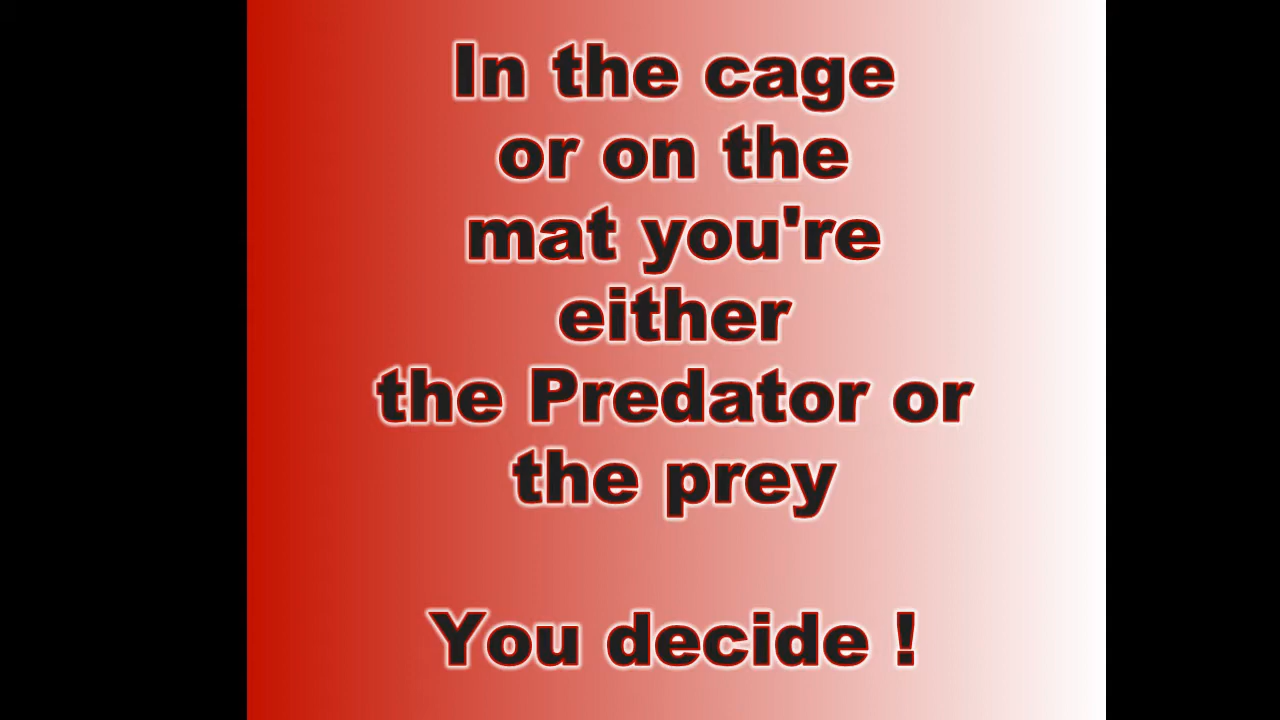 In the cage
or on the
mat you're
either
the Predator or
the prey
You decide !